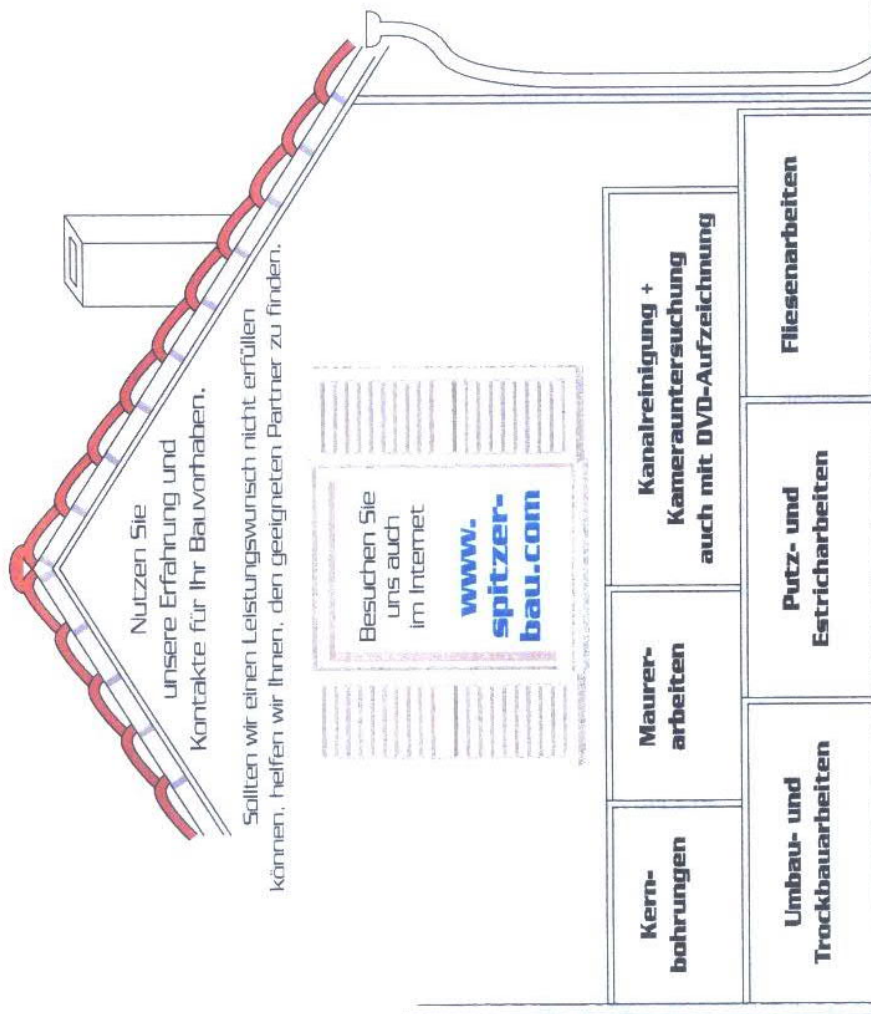 Nutzen Sie
unsere Erfahrung und
Kontakte für Ihr Bauvorhaben.
Sollten wir einen Leistungswunsch nicht erfüllen
können, helfen wir Ihnen, den geeigneten Partner zu finden.
Besuchen Sie
uns auch
im Internet
www.
spitzer-
bau.com
Kern-
bohrungen
Maurer-
arbeiten
Kanalreinigung +
Kamerauntersuchung
auch mit DVD-Aufzeichnung
Umbau- und
Trockbauarbeiten
Putz- und
Estricharbeiten
Fliesenarbeiten